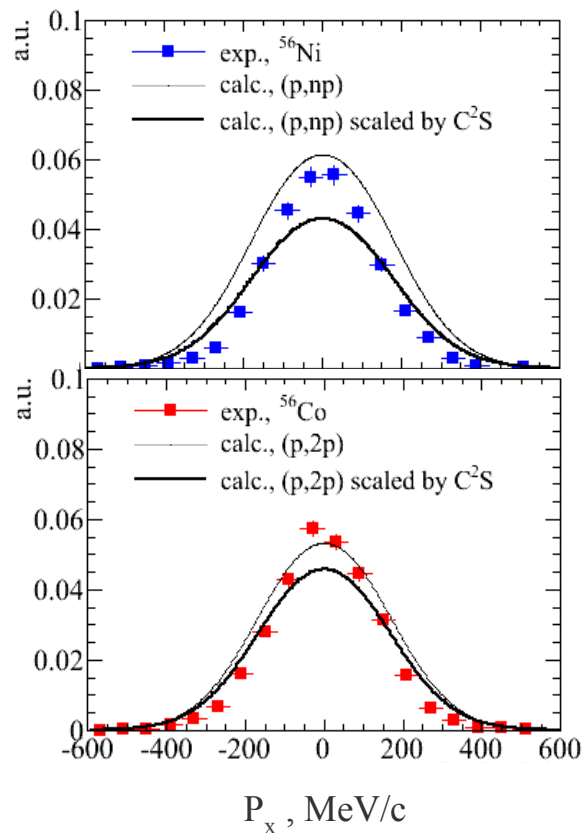 a.u.
0.1
exp., ⁵⁶Ni
calc., (p,np)
calc., (p,np) scaled by C²S
0.08
0.06
0.04
0.02
a.u.
0.1
exp., ⁵⁶Co
calc., (p,2p)
calc., (p,2p) scaled by C²S
0.08
0.06
0.04
0.02
0
-600 -400 -200 0 200 400 600
P_x , MeV/c